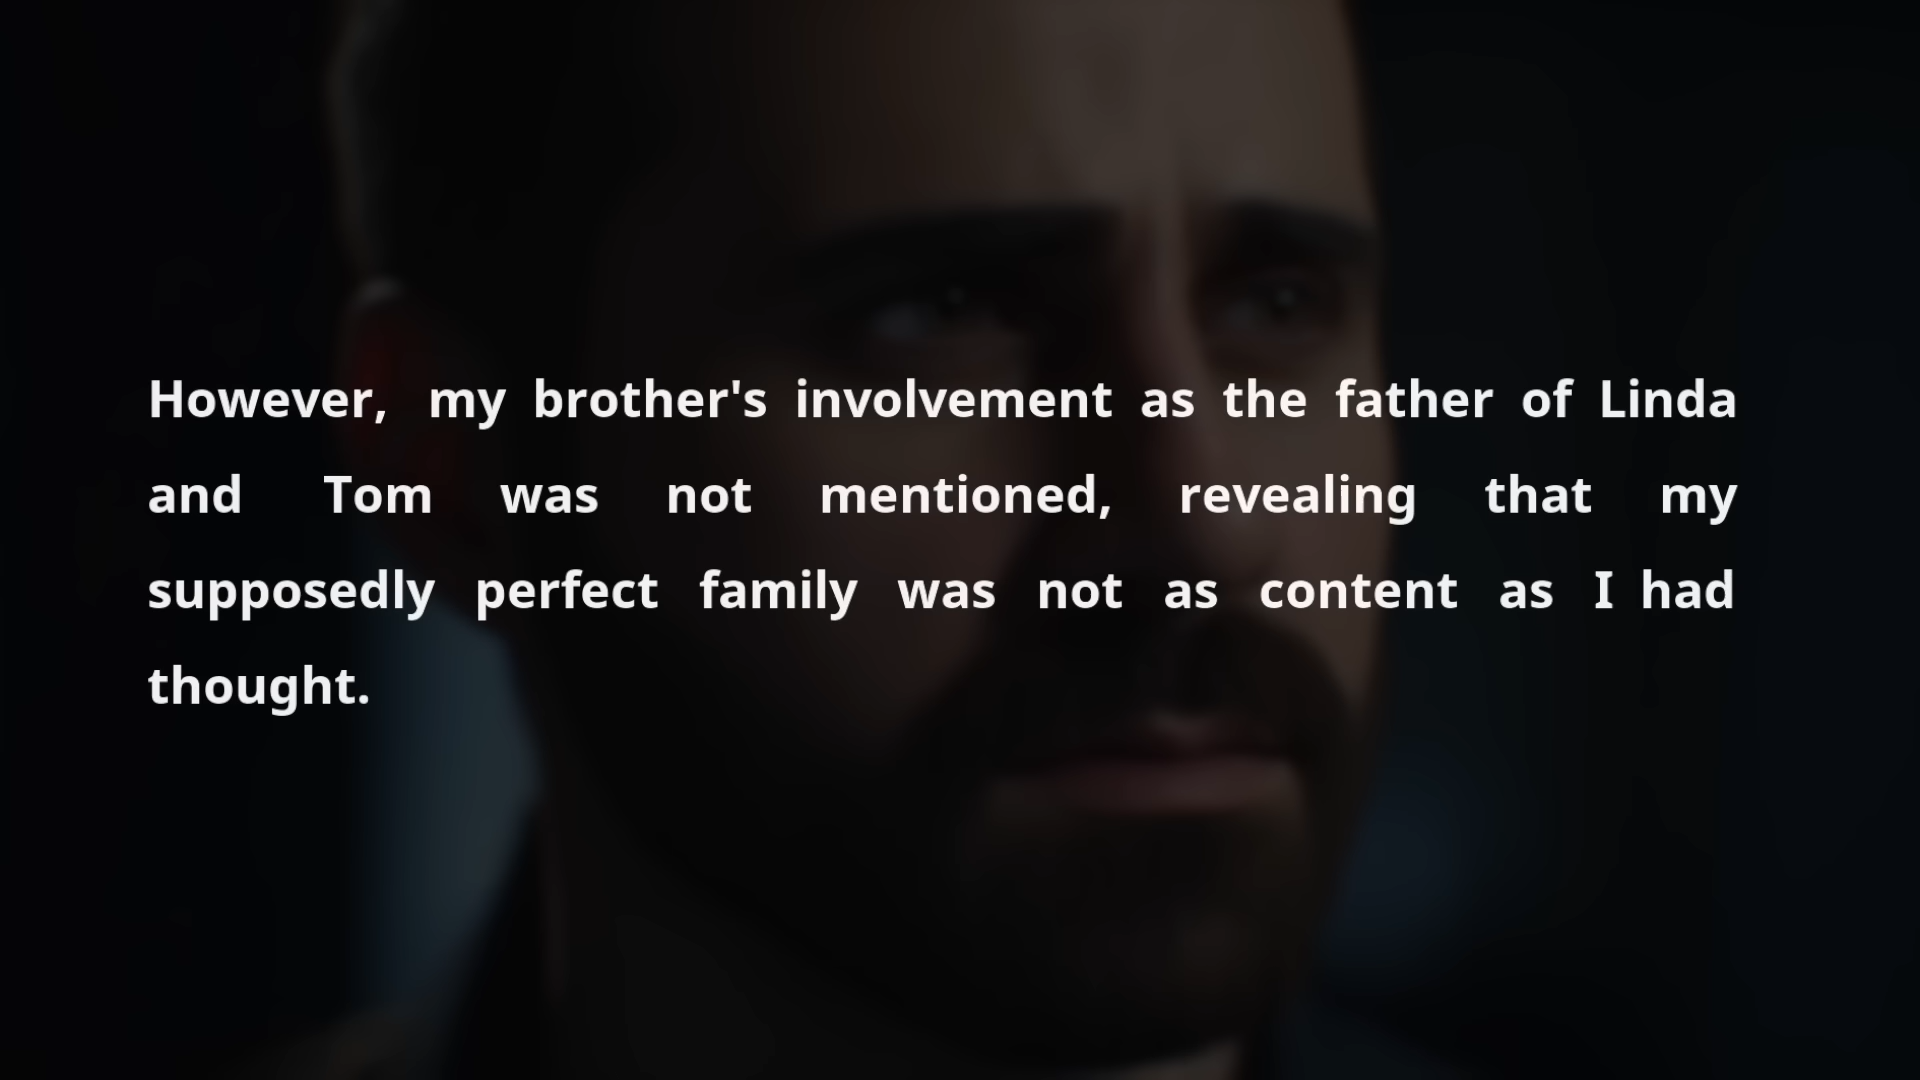 However, my brother's involvement as the father of Linda
and Tom was not mentioned, revealing that my
supposedly perfect family was not as content as I had
thought.